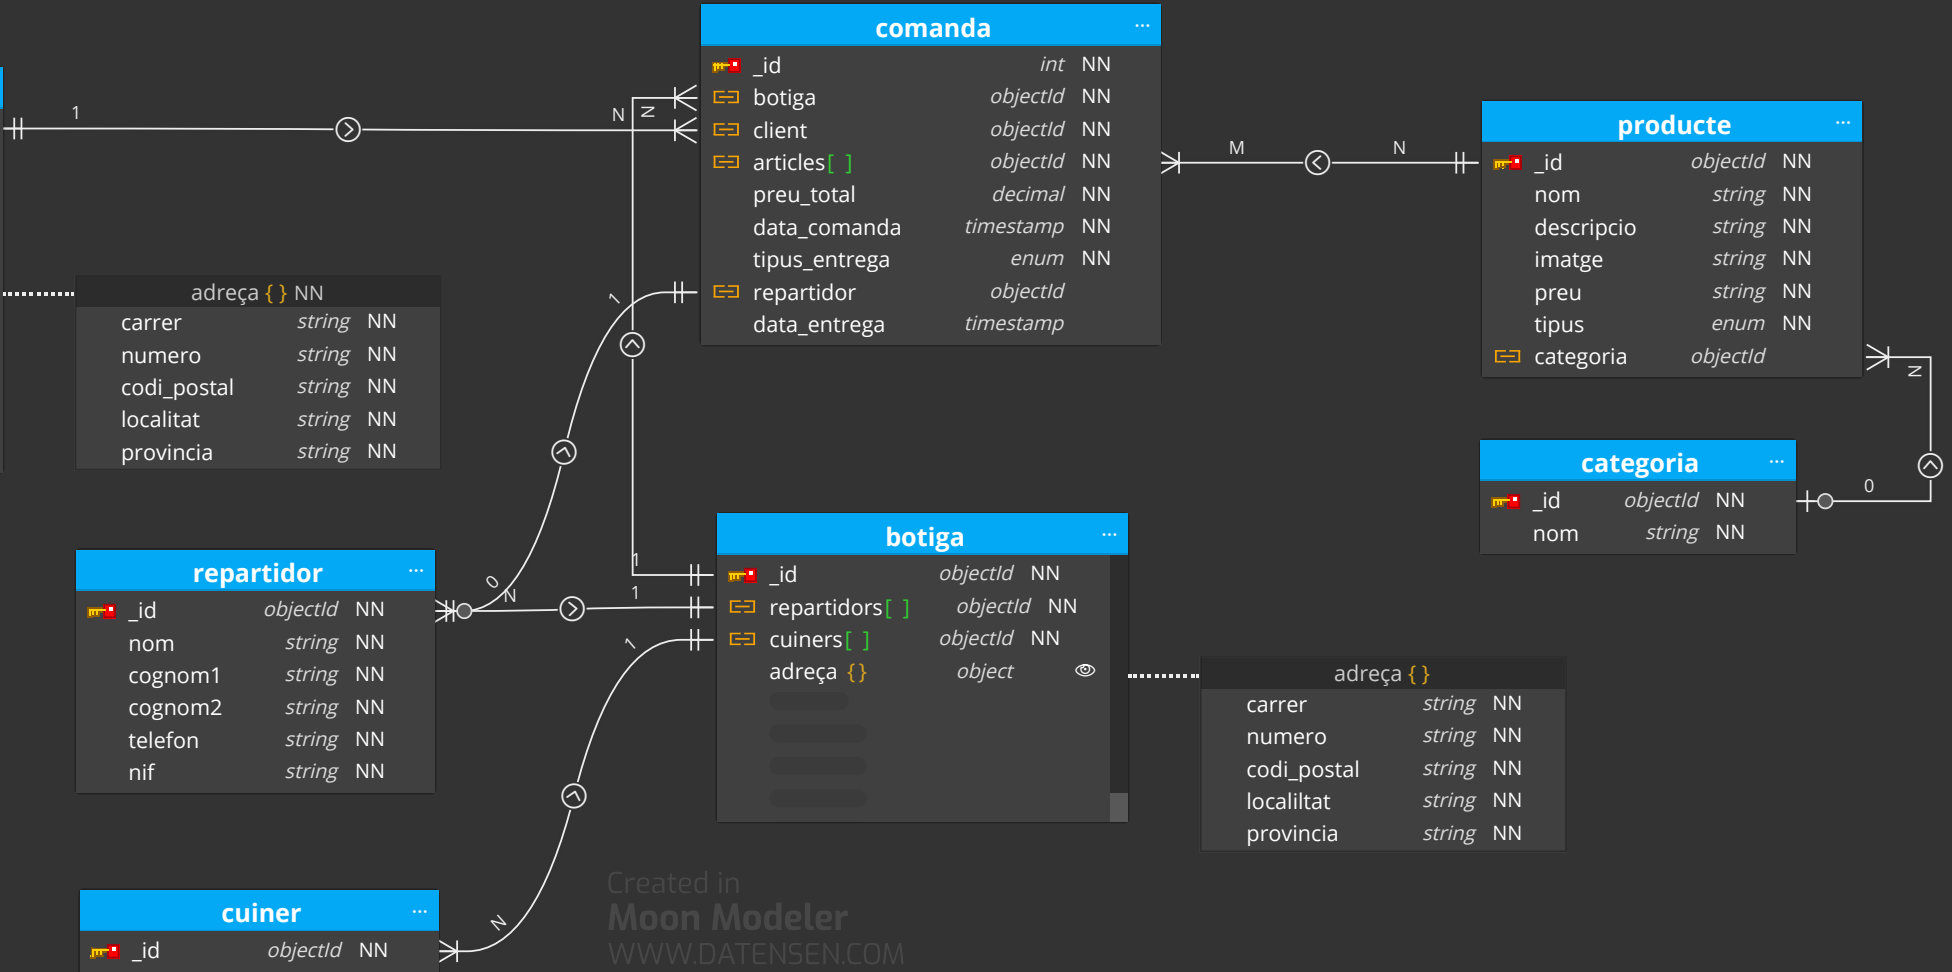 comanda ...
_id int NN
botiga objectId NN
client objectId NN
articles[ ] objectId NN
preu_total decimal NN
data_comanda timestamp NN
tipus_entrega enum NN
repartidor objectId
data_entrega timestamp
1
N
N
M
N
producte ...
_id objectId NN
nom string NN
descripcio string NN
imatge string NN
preu string NN
tipus enum NN
categoria objectId
N
0
categoria ...
_id objectId NN
nom string NN
adreça { } NN
carrer string NN
numero string NN
codi_postal string NN
localitat string NN
provincia string NN
1
0
N
1
1
1
N
repartidor ...
_id objectId NN
nom string NN
cognom1 string NN
cognom2 string NN
telefon string NN
nif string NN
botiga ...
_id objectId NN
repartidors[ ] objectId NN
cuiners[ ] objectId NN
adreça {} object
adreça { }
carrer string NN
numero string NN
codi_postal string NN
localiltat string NN
provincia string NN
cuiner ...
_id objectId NN
Created in
Moon Modeler
WWW.DATENSEN.COM